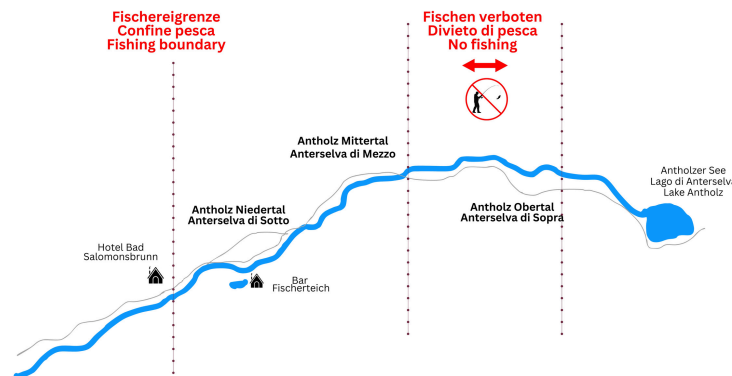 Fischereigrenze
Confine pesca
Fishing boundary
Fischen verboten
Divieto di pesca
No fishing
Antholz Mittertal
Anterselva di Mezzo
Antholzer See
Lago di Anterselva
Lake Antholz
Antholz Niedertal
Anterselva di Sotto
Antholz Obertal
Anterselva di Sopra
Hotel Bad
Salomonsbrunn
Bar
Fischerteich